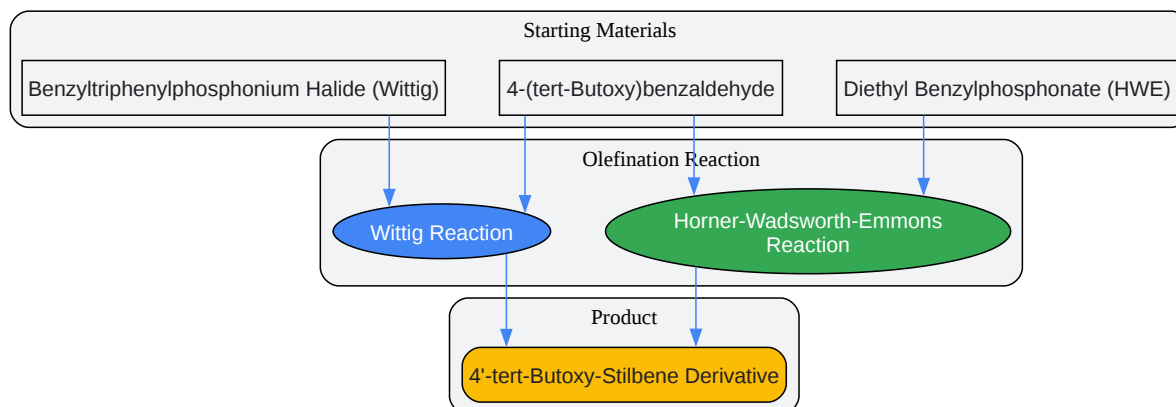 Starting Materials
Benzyltriphenylphosphonium Halide (Wittig)
4-(tert-Butoxy)benzaldehyde
Diethyl Benzylphosphonate (HWE)
Olefination Reaction
Wittig Reaction
Horner-Wadsworth-Emmons
Reaction
Product
4'-tert-Butoxy-Stilbene Derivative